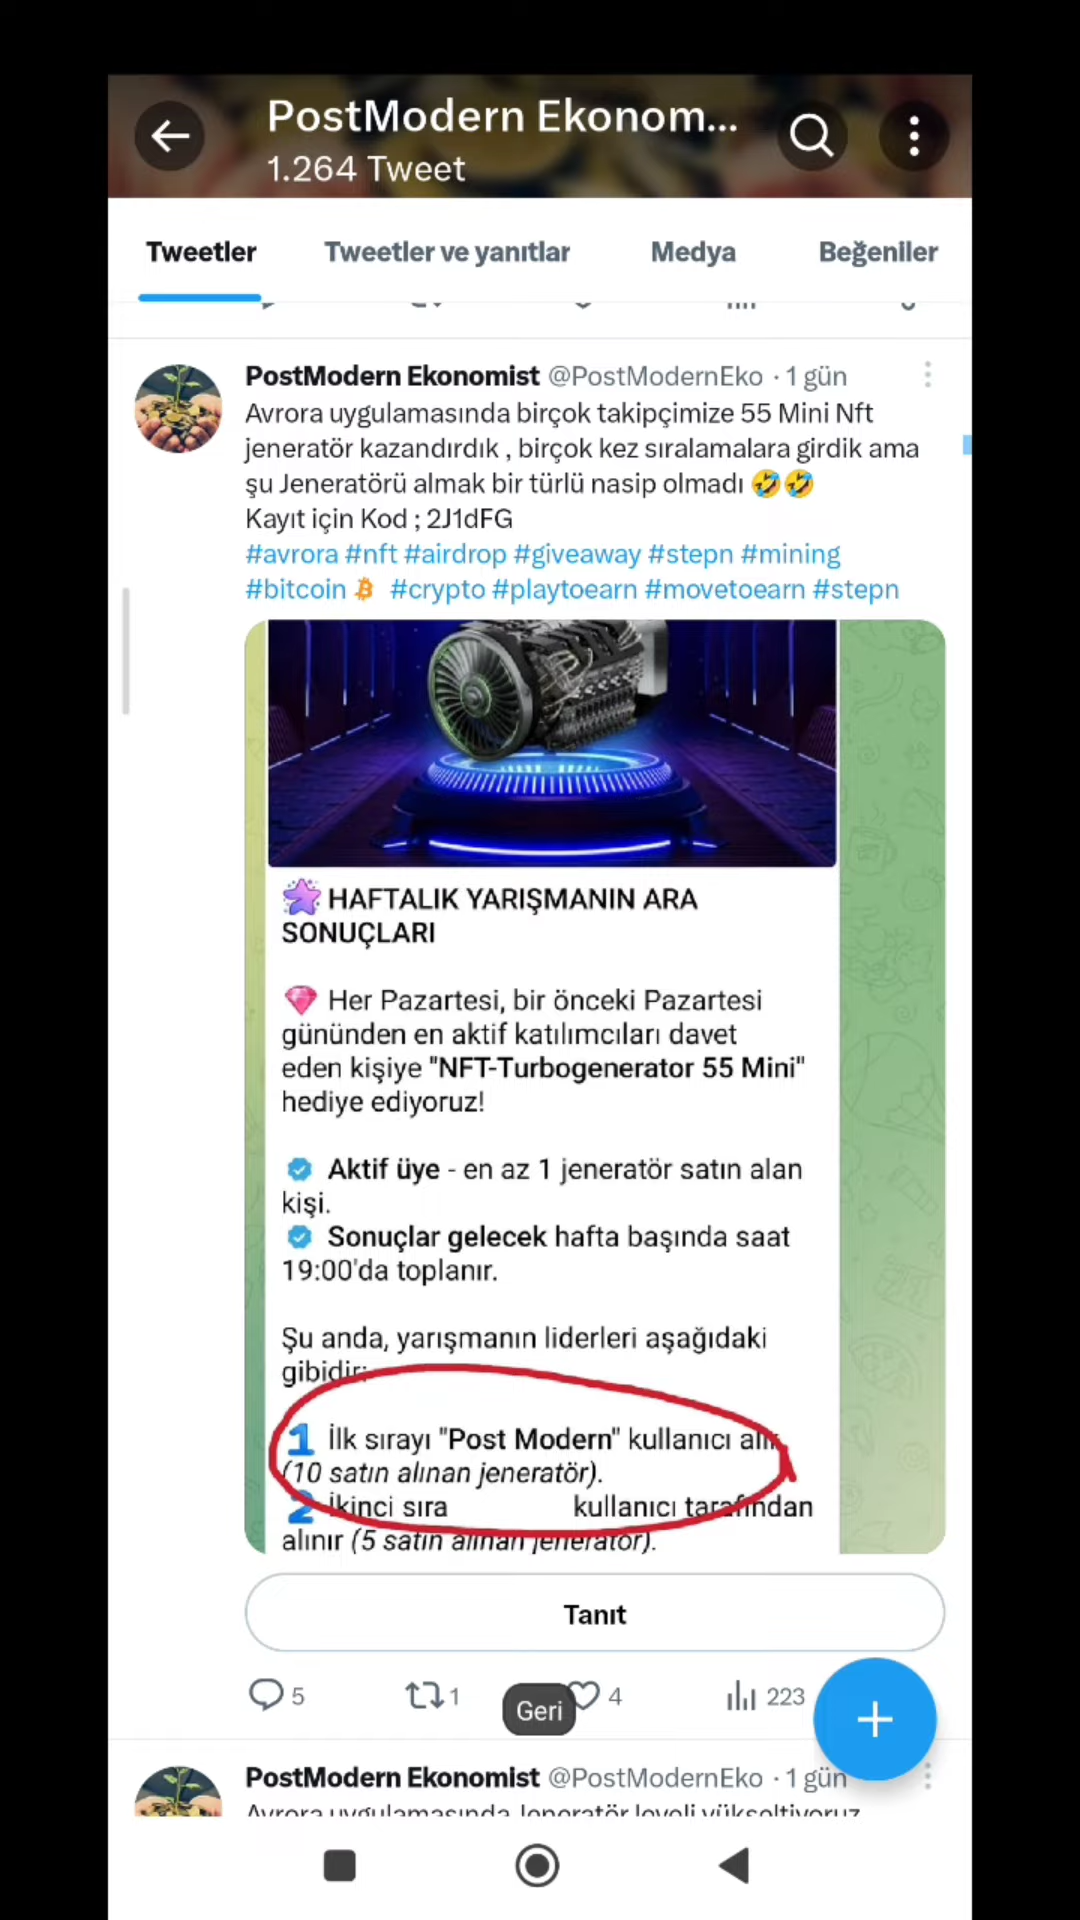 PostModern Ekonom...
1.264 Tweet
Tweetler Tweetler ve yanıtlar Medya Beğeniler
PostModern Ekonomist @PostModernEko · 1 gün
Avrora uygulamasında birçok takipçimize 55 Mini Nft
jeneratör kazandırdık , birçok kez sıralamalara girdik ama
şu Jeneratörü almak bir türlü nasip olmadı 🤣🤣
Kayıt için Kod ; 2J1dFG
#avrora #nft #airdrop #giveaway #stepn #mining
#bitcoin #crypto #playtoearn #movetoearn #stepn
HAFTALIK YARIŞMANIN ARA
SONUÇLARI
Her Pazartesi, bir önceki Pazartesi
gününden en aktif katılımcıları davet
eden kişiye "NFT-Turbogenerator 55 Mini"
hediye ediyoruz!
Aktif üye - en az 1 jeneratör satın alan
kişi.
Sonuçlar gelecek hafta başında saat
19:00'da toplanır.
Şu anda, yarışmanın liderleri aşağıdaki
gibidir:
1 İlk sırayı "Post Modern" kullanıcı alır
(10 satın alınan jeneratör).
2 İkinci sıra kullanıcı tarafından
alınır (5 satın alınan jeneratör).
Tanıt
5 1 4 223
Geri
PostModern Ekonomist @PostModernEko · 1 gün
Avrora uygulamasında Jeneratör leveli yükseltiyoruz